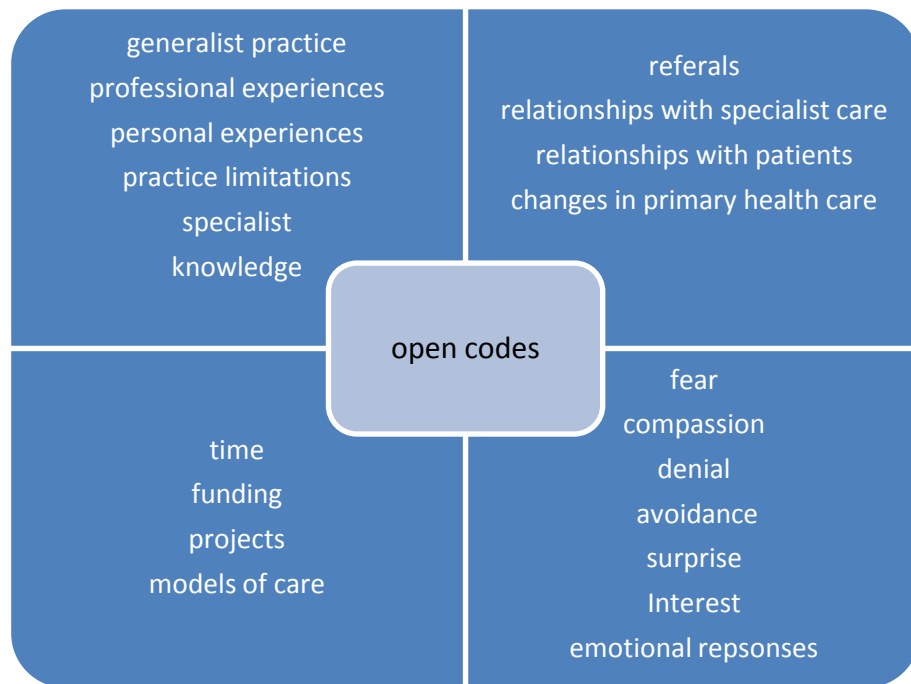 generalist practice
professional experiences
personal experiences
practice limitations
specialist
knowledge
referals
relationships with specialist care
relationships with patients
changes in primary health care
open codes
time
funding
projects
models of care
fear
compassion
denial
avoidance
surprise
Interest
emotional repsonses